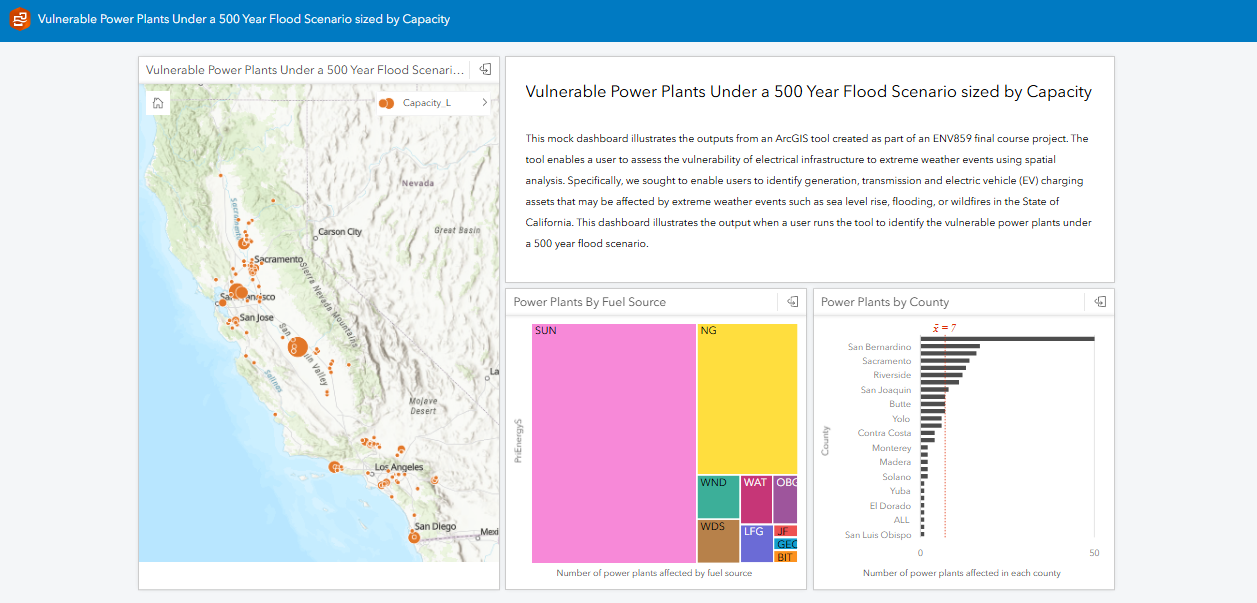 Vulnerable Power Plants Under a 500 Year Flood Scenario sized by Capacity
Vulnerable Power Plants Under a 500 Year Flood Scenari...
Capacity_L
Nevada
Sacramento
Carson City
Great Basin
Sacramento
San Francisco
Sierra Nevada Mountains
San Jose
San Joaquin Valley
Salinas
La
Mojave
Desert
Los Angeles
San Diego
Mexi
Vulnerable Power Plants Under a 500 Year Flood Scenario sized by Capacity
This mock dashboard illustrates the outputs from an ArcGIS tool created as part of an ENV859 final course project. The
tool enables a user to assess the vulnerability of electrical infrastructure to extreme weather events using spatial
analysis. Specifically, we sought to enable users to identify generation, transmission and electric vehicle (EV) charging
assets that may be affected by extreme weather events such as sea level rise, flooding, or wildfires in the State of
California. This dashboard illustrates the output when a user runs the tool to identify the vulnerable power plants under
a 500 year flood scenario.
Power Plants By Fuel Source
SUN
NG
WND
WAT
OBG
WDS
LFG
JF
GEO
BIT
PriEnergyS
Number of power plants affected by fuel source
Power Plants by County
x̄ = 7
San Bernardino
Sacramento
Riverside
San Joaquin
Butte
Yolo
Contra Costa
Monterey
Madera
Solano
Yuba
El Dorado
ALL
San Luis Obispo
County
0
50
Number of power plants affected in each county